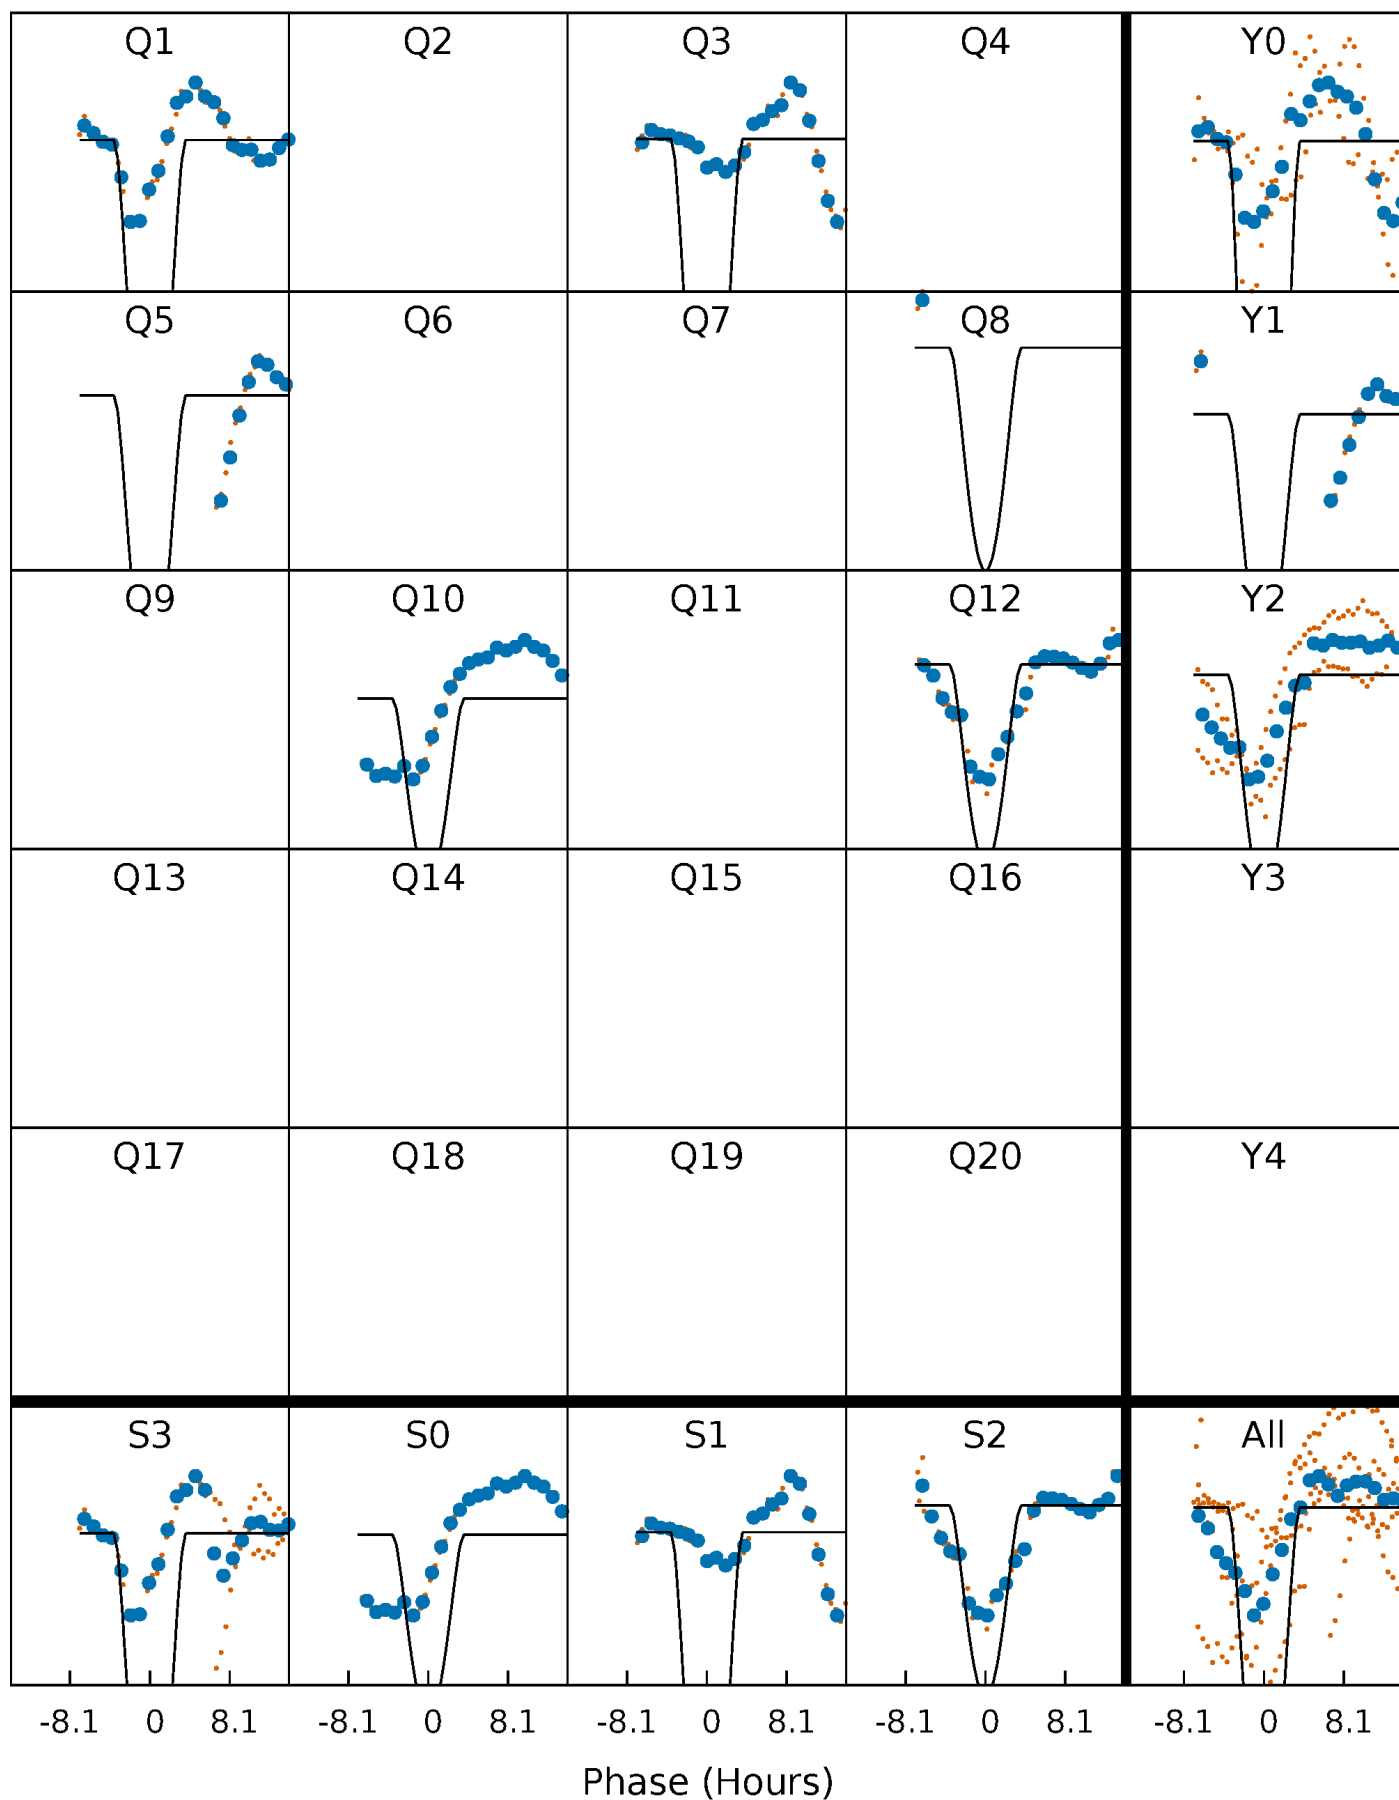 Q1 Q2 Q3 Q4 Y0
Q5 Q6 Q7 Q8 Y1
Q9 Q10 Q11 Q12 Y2
Q13 Q14 Q15 Q16 Y3
Q17 Q18 Q19 Q20 Y4
S3 S0 S1 S2 All
-8.1 0 8.1 -8.1 0 8.1 -8.1 0 8.1 -8.1 0 8.1 -8.1 0 8.1
Phase (Hours)